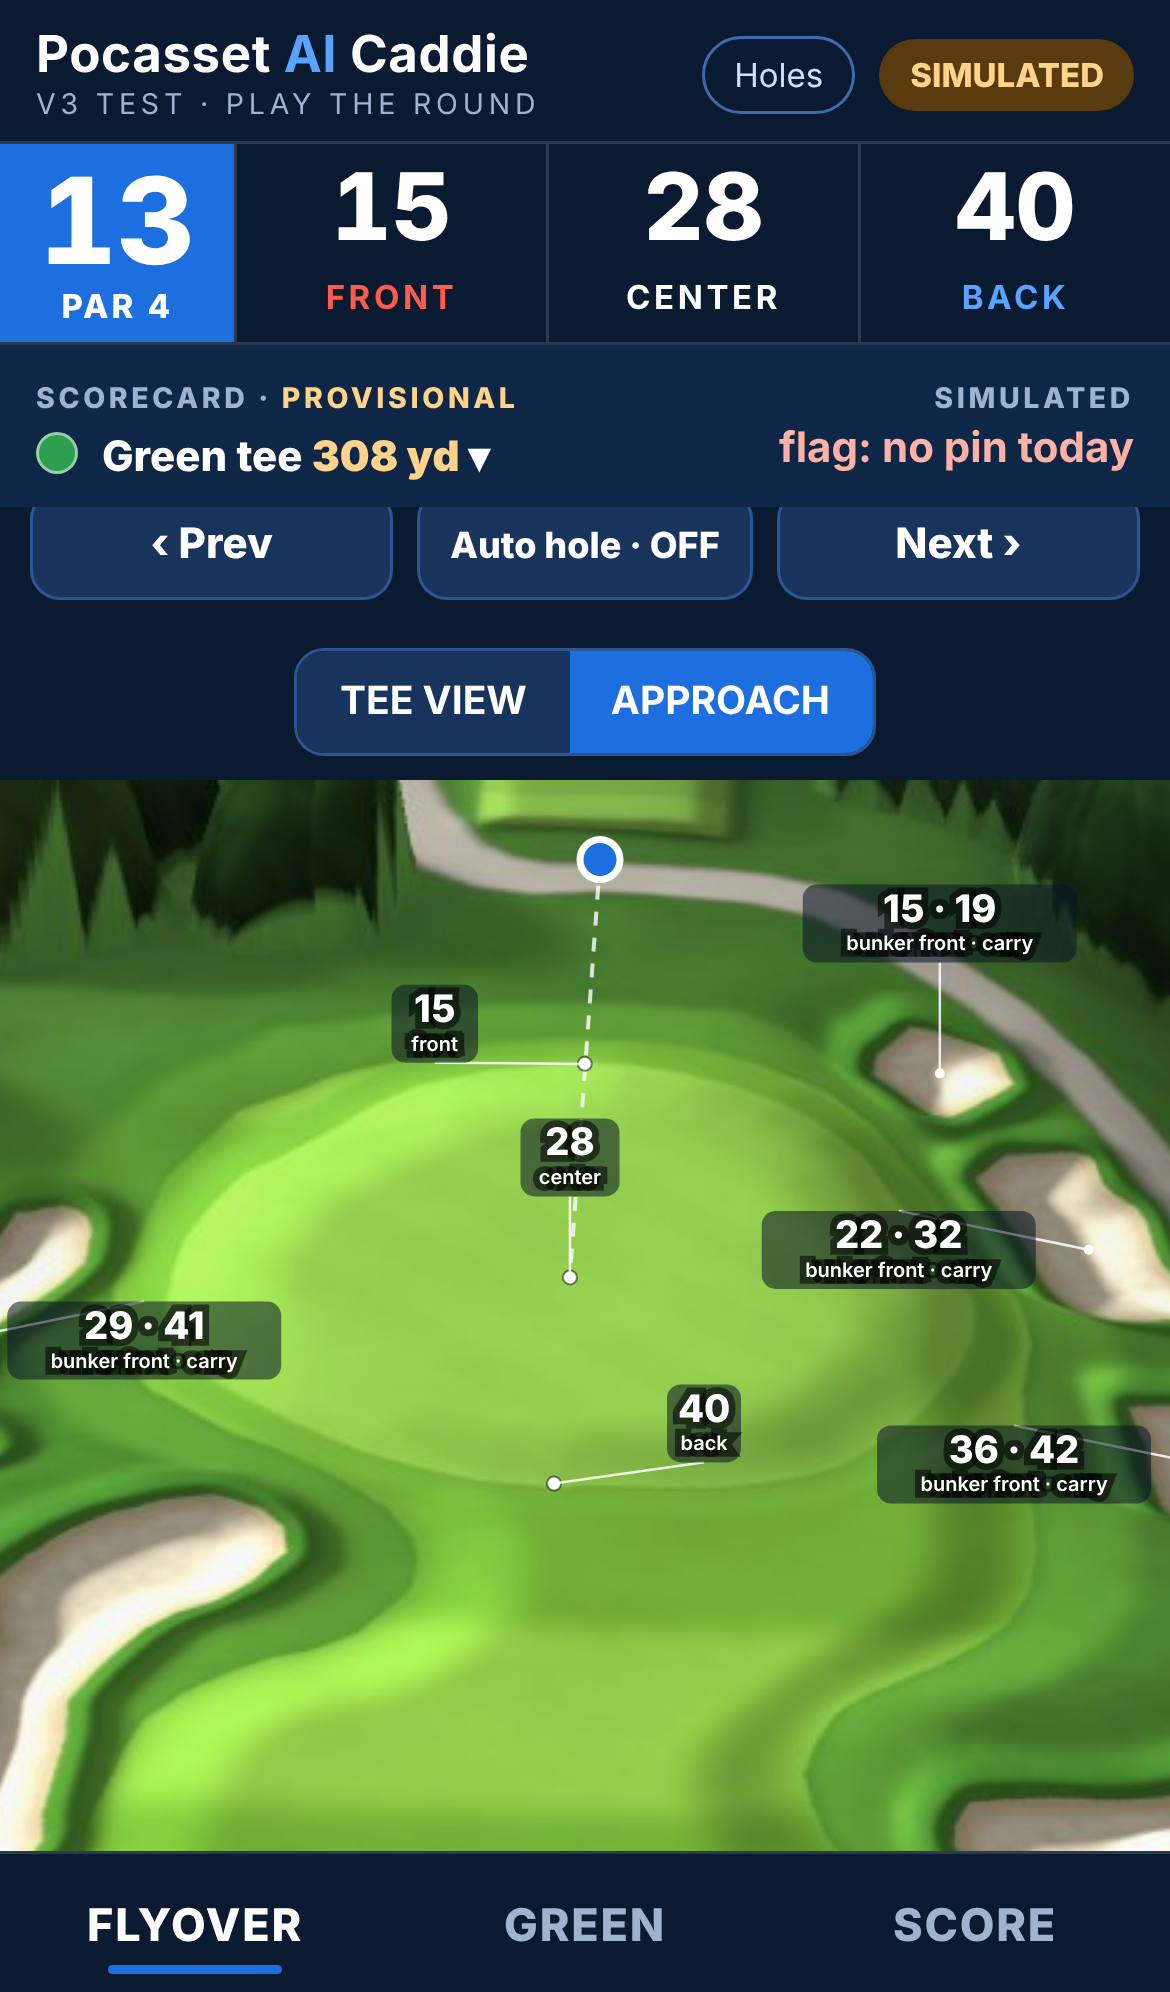 Pocasset AI Caddie
V3 TEST · PLAY THE ROUND
Holes
SIMULATED
13
PAR 4
15
FRONT
28
CENTER
40
BACK
SCORECARD · PROVISIONAL
Green tee 308 yd ▾
SIMULATED
flag: no pin today
‹ Prev
Auto hole · OFF
Next ›
TEE VIEW
APPROACH
15 · 19
bunker front · carry
15
front
28
center
22 · 32
bunker front · carry
29 · 41
bunker front · carry
40
back
36 · 42
bunker front · carry
FLYOVER
GREEN
SCORE